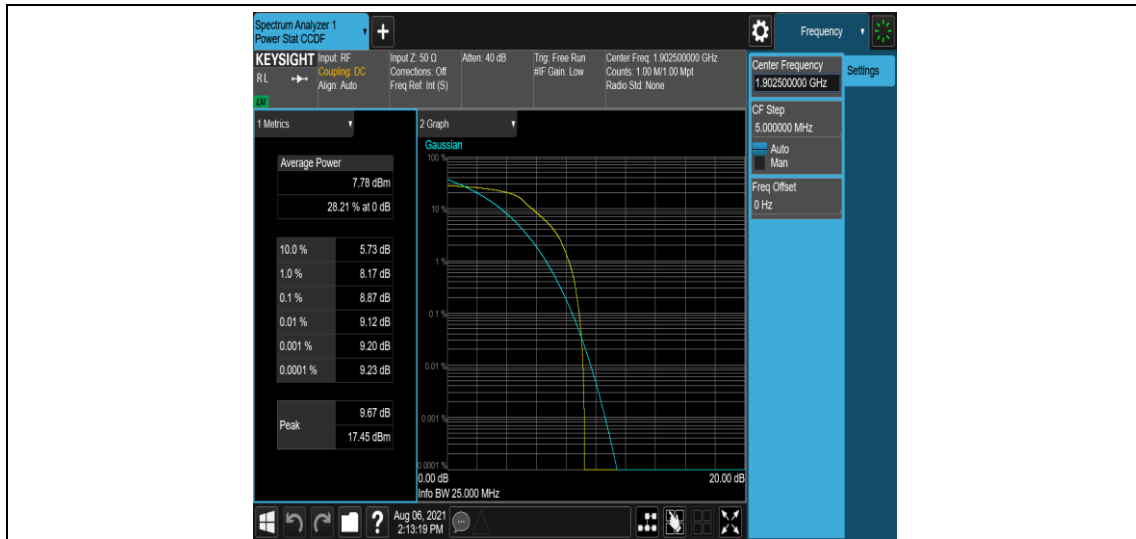 Spectrum Analyzer 1
Power Stat CCDF
+
Frequency
KEYSIGHT
RL
LXI
Input: RF
Coupling: DC
Align: Auto
Input Z: 50 Ω
Corrections: Off
Freq Ref: Int (S)
Atten: 40 dB
Trig: Free Run
#IF Gain: Low
Center Freq: 1.902500000 GHz
Counts: 1.00 M/1.00 Mpt
Radio Std: None
Center Frequency
1.902500000 GHz
Settings
CF Step
5.000000 MHz
Auto
Man
Freq Offset
0 Hz
1 Metrics
Average Power
7.78 dBm
28.21 % at 0 dB
10.0 % 5.73 dB
1.0 % 8.17 dB
0.1 % 8.87 dB
0.01 % 9.12 dB
0.001 % 9.20 dB
0.0001 % 9.23 dB
Peak
9.67 dB
17.45 dBm
2 Graph
Gaussian
100 %
10 %
1 %
0.1 %
0.01 %
0.001 %
0.0001 %
0.00 dB 20.00 dB
Info BW 25.000 MHz
?
Aug 06, 2021
2:13:19 PM